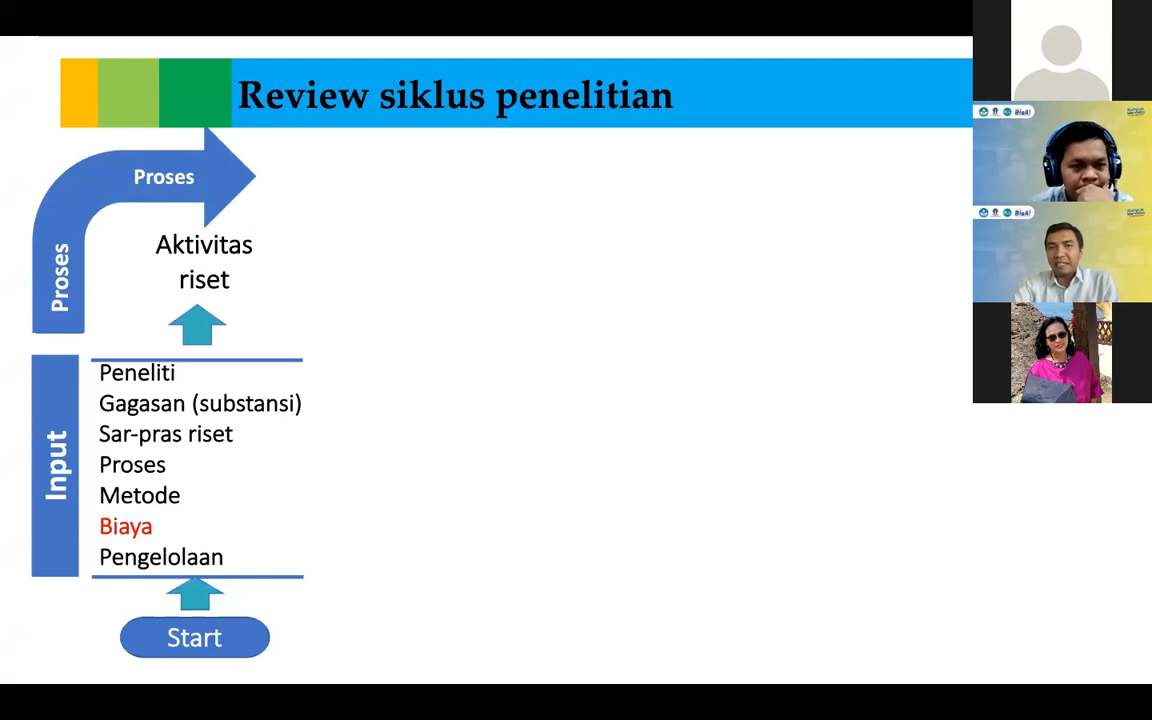 Review siklus penelitian
Proses
Proses
Aktivitas
riset
Input
Peneliti
Gagasan (substansi)
Sar-pras riset
Proses
Metode
Biaya
Pengelolaan
Start